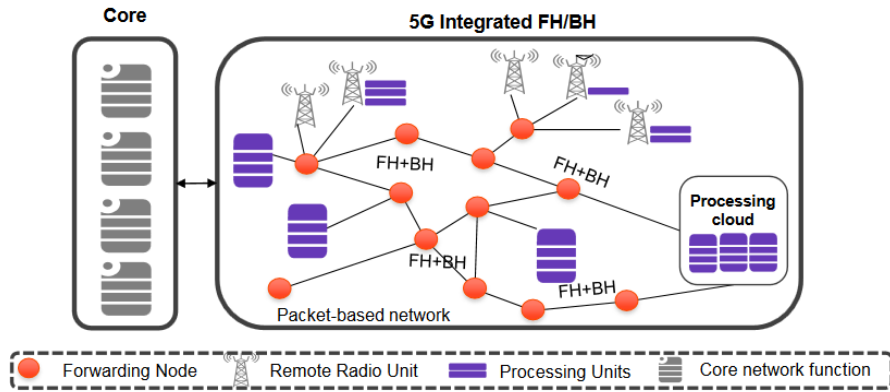 Core
5G Integrated FH/BH
FH+BH
FH+BH
Processing
cloud
FH+BH
FH+BH
Packet-based network
Forwarding Node
Remote Radio Unit
Processing Units
Core network function